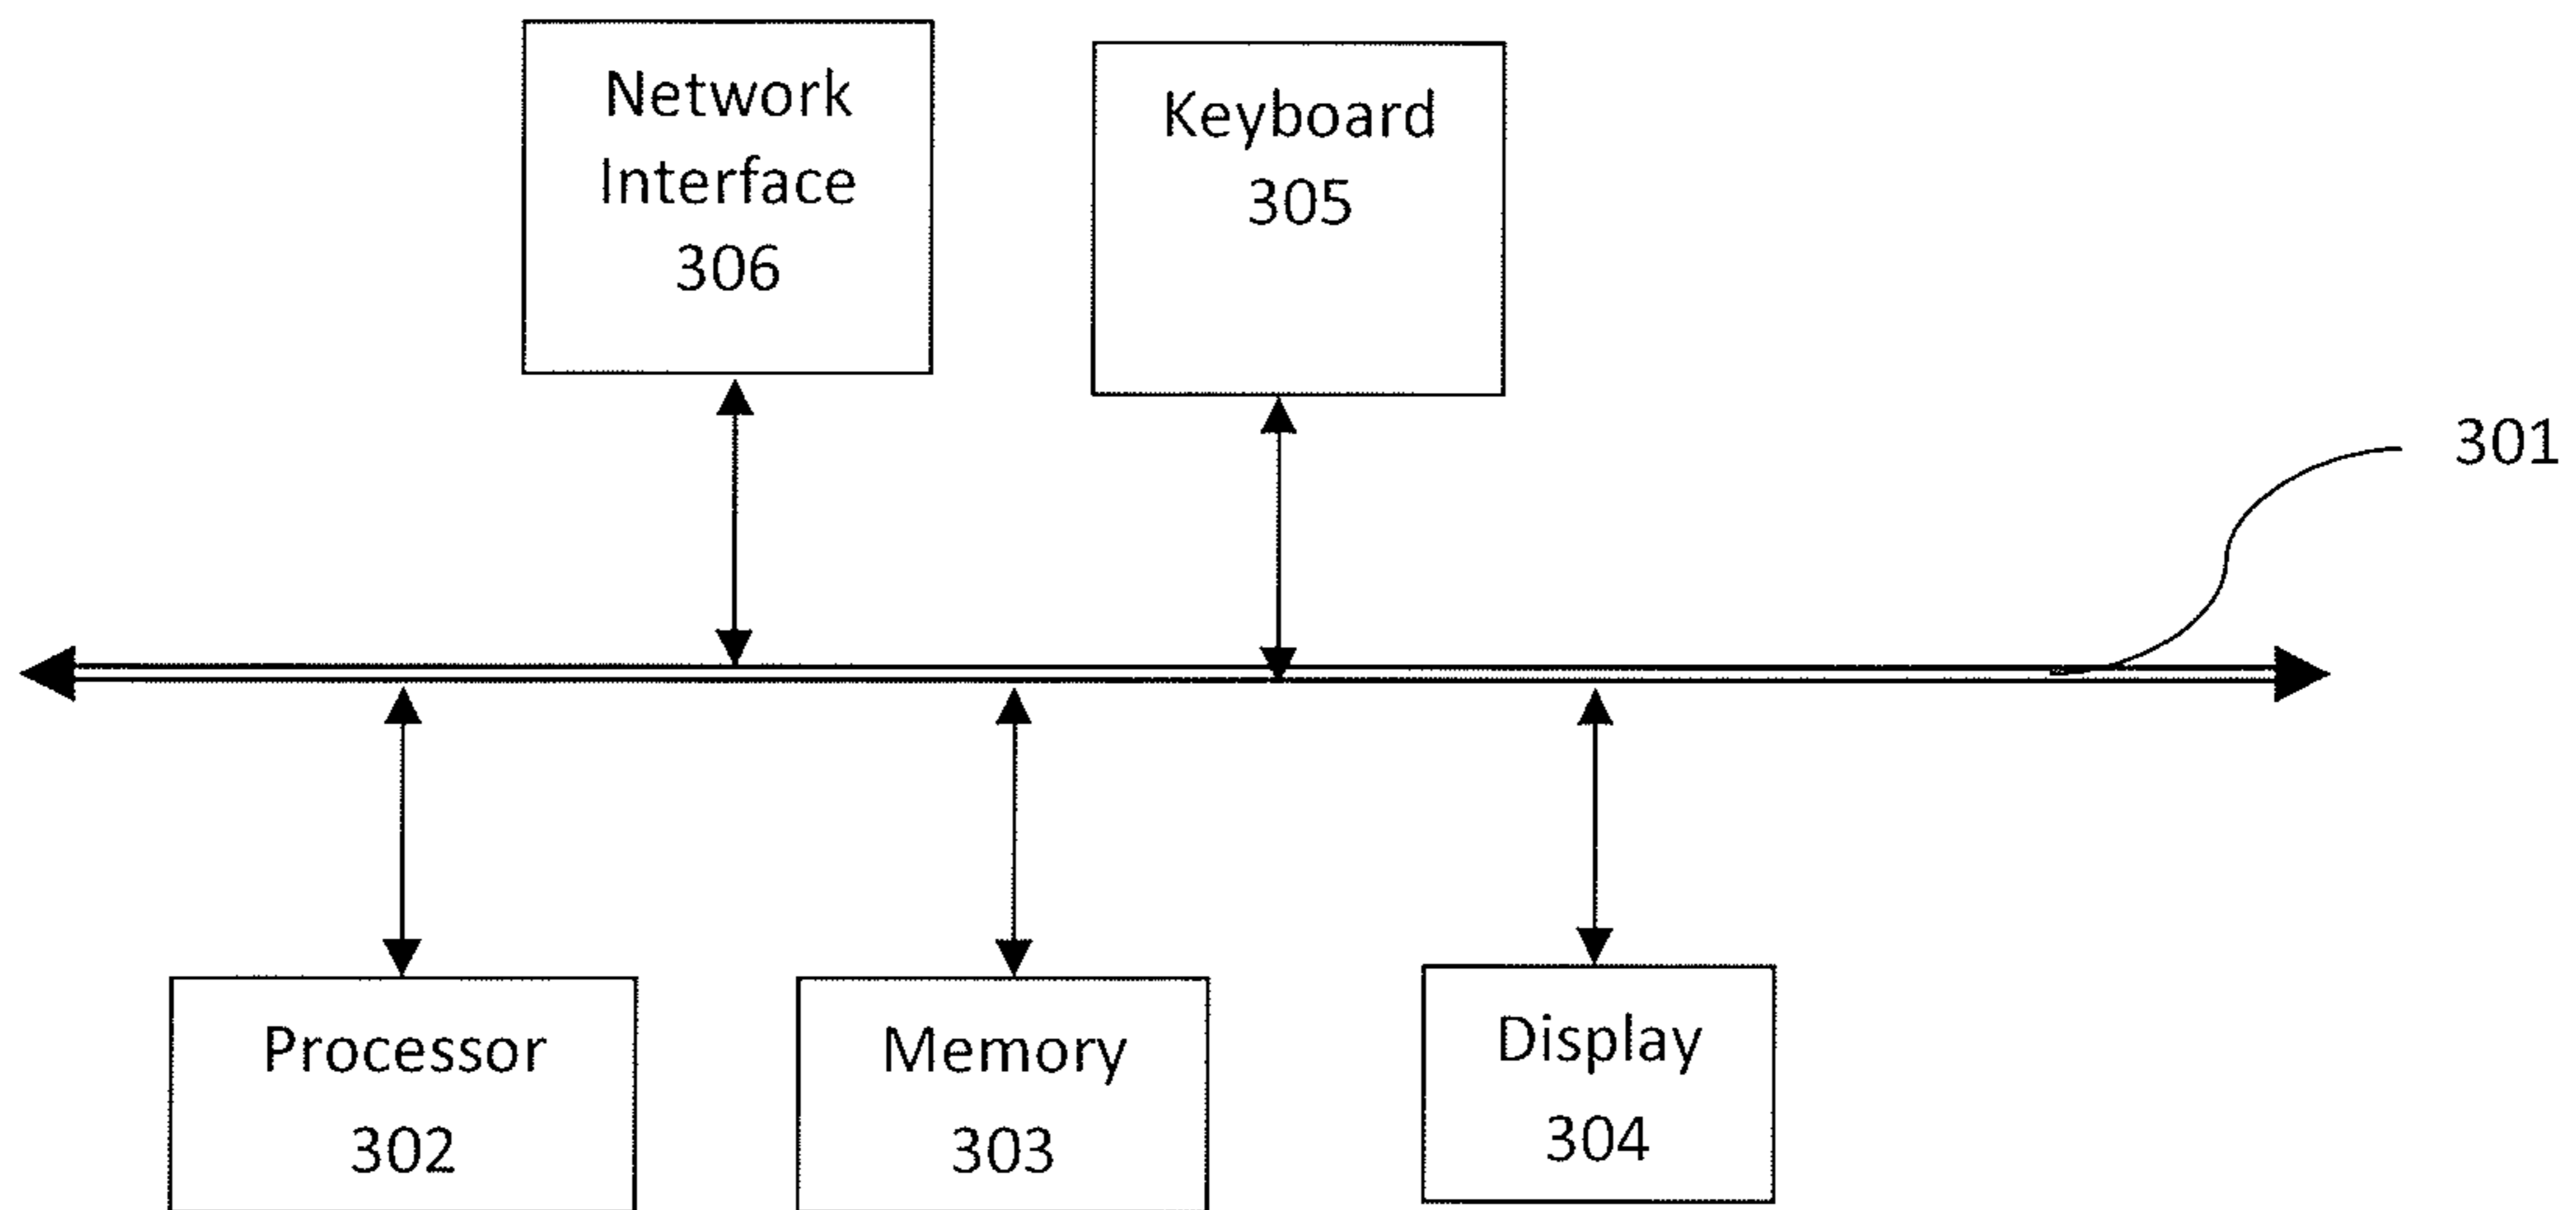 Network
Interface
306
Keyboard
305
301
Processor
302
Memory
303
Display
304